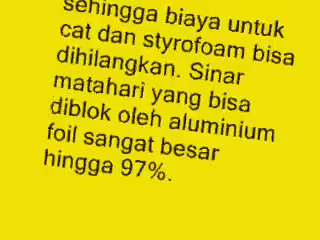 sehingga biaya untuk
cat dan styrofoam bisa
dihilangkan. Sinar
matahari yang bisa
diblok oleh aluminium
foil sangat besar
hingga 97%.